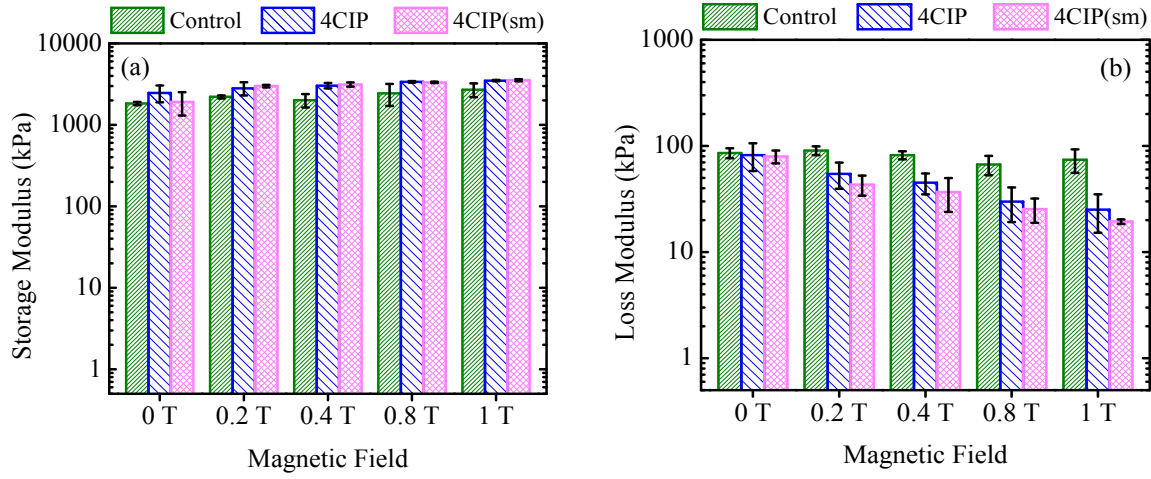 Control 4CIP 4CIP(sm)
10000
1000
100
10
1
(a)
Storage Modulus (kPa)
0 T 0.2 T 0.4 T 0.8 T 1 T
Magnetic Field
Control 4CIP 4CIP(sm)
1000
100
10
1
(b)
Loss Modulus (kPa)
0 T 0.2 T 0.4 T 0.8 T 1 T
Magnetic Field